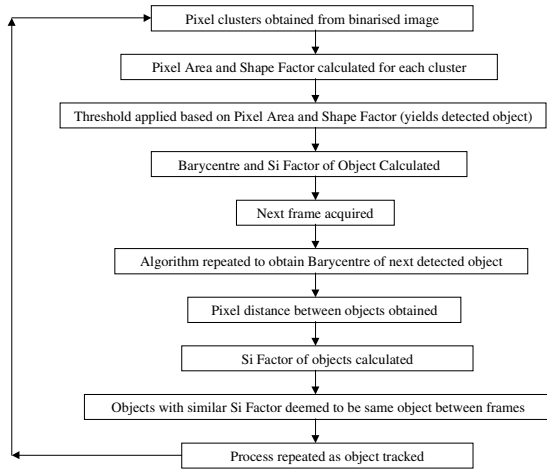 Pixel clusters obtained from binarised image
Pixel Area and Shape Factor calculated for each cluster
Threshold applied based on Pixel Area and Shape Factor (yields detected object)
Barycentre and Si Factor of Object Calculated
Next frame acquired
Algorithm repeated to obtain Barycentre of next detected object
Pixel distance between objects obtained
Si Factor of objects calculated
Objects with similar Si Factor deemed to be same object between frames
Process repeated as object tracked